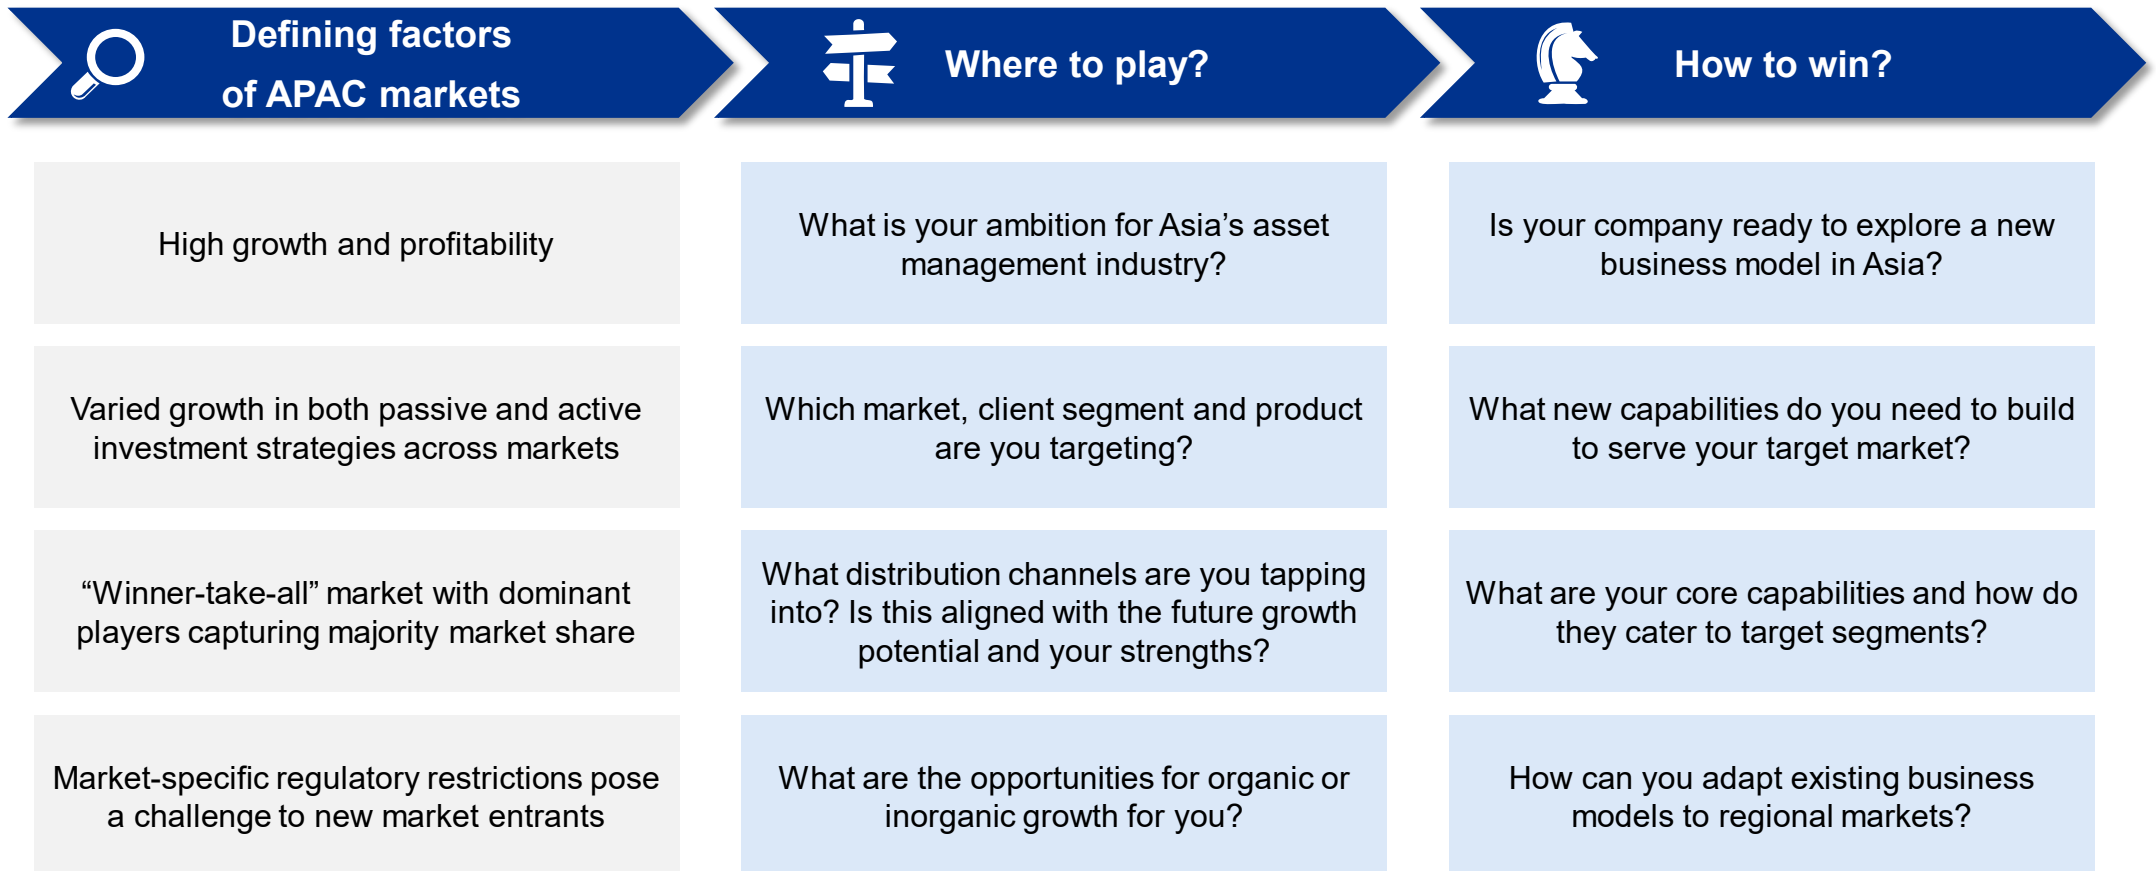 Defining factors
of APAC markets
Where to play?
How to win?
High growth and profitability
What is your ambition for Asia’s asset
management industry?
Is your company ready to explore a new
business model in Asia?
Varied growth in both passive and active
investment strategies across markets
Which market, client segment and product
are you targeting?
What new capabilities do you need to build
to serve your target market?
“Winner-take-all” market with dominant
players capturing majority market share
What distribution channels are you tapping
into? Is this aligned with the future growth
potential and your strengths?
What are your core capabilities and how do
they cater to target segments?
Market-specific regulatory restrictions pose
a challenge to new market entrants
What are the opportunities for organic or
inorganic growth for you?
How can you adapt existing business
models to regional markets?